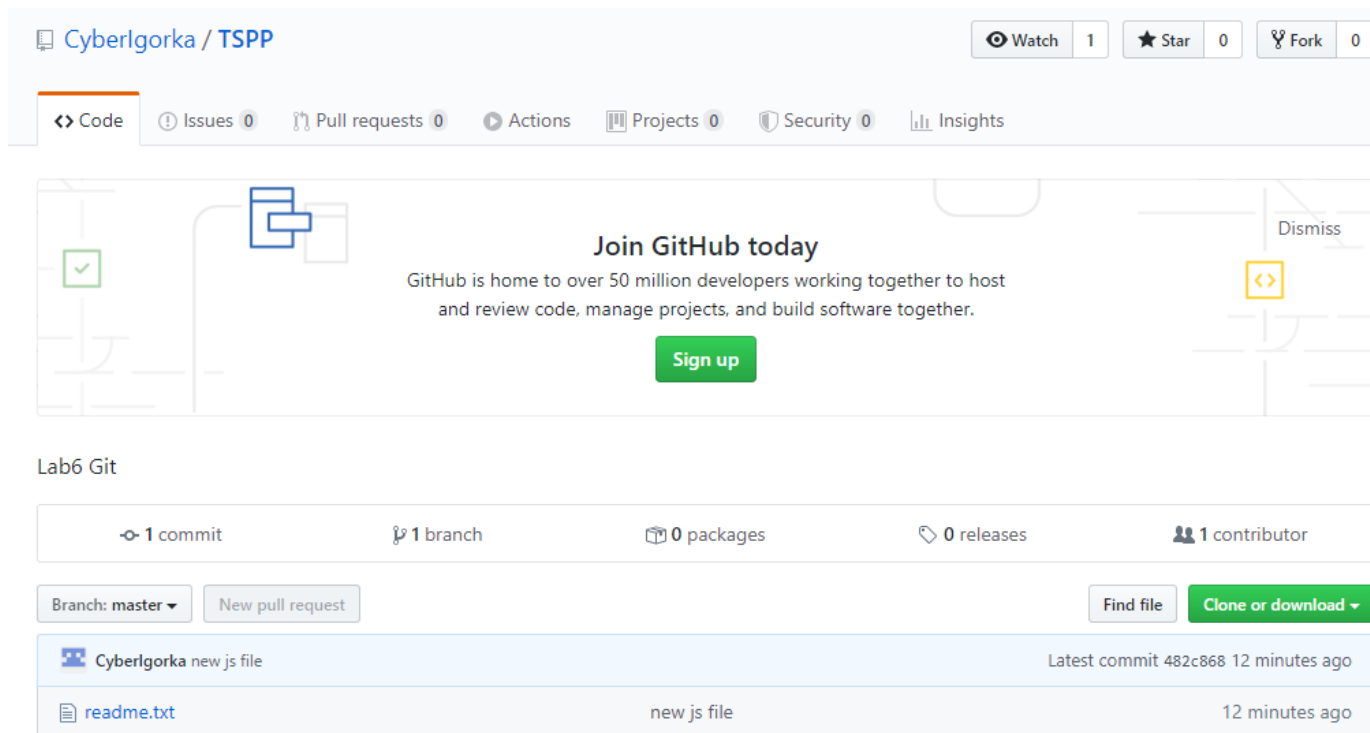 CyberIgorka / TSPP
Watch 1 Star 0 Fork 0
Code Issues 0 Pull requests 0 Actions Projects 0 Security 0 Insights
Dismiss
Join GitHub today
GitHub is home to over 50 million developers working together to host
and review code, manage projects, and build software together.
Sign up
Lab6 Git
1 commit 1 branch 0 packages 0 releases 1 contributor
Branch: master New pull request Find file Clone or download
CyberIgorka new js file Latest commit 482c868 12 minutes ago
readme.txt new js file 12 minutes ago